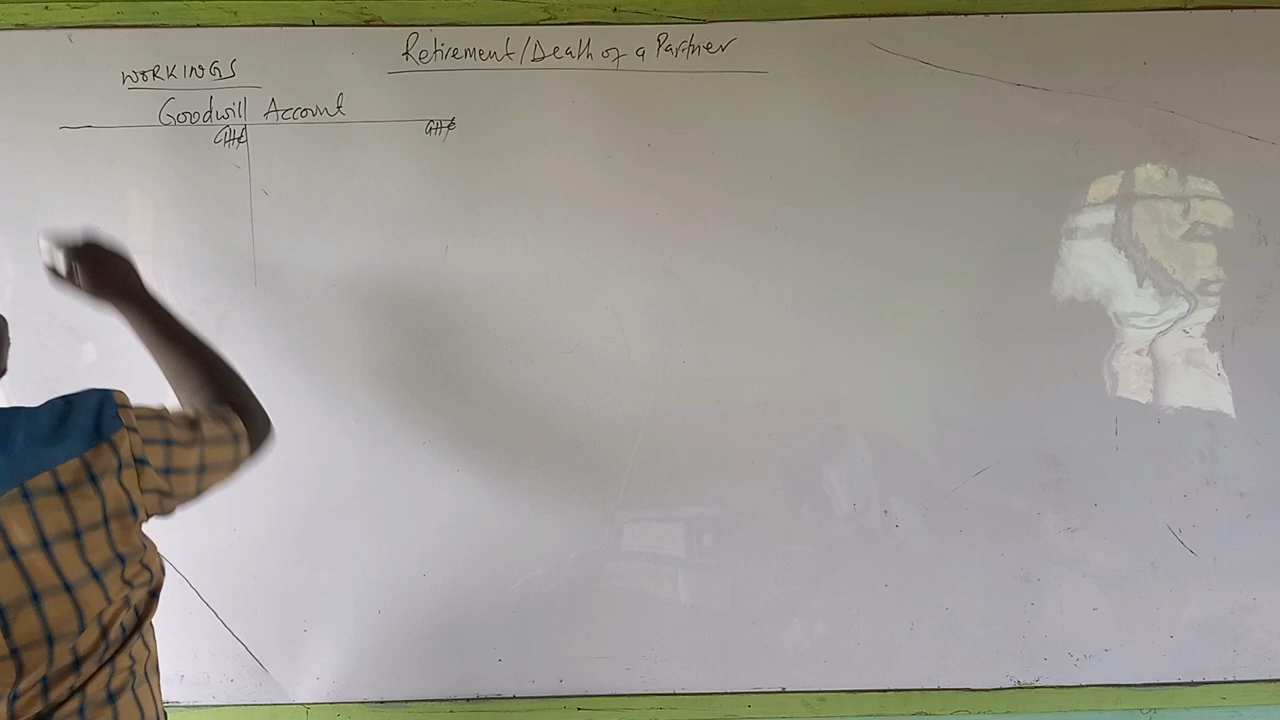 Retirement/Death of a Partner
WORKINGS
Goodwill Account
GH¢ GH¢